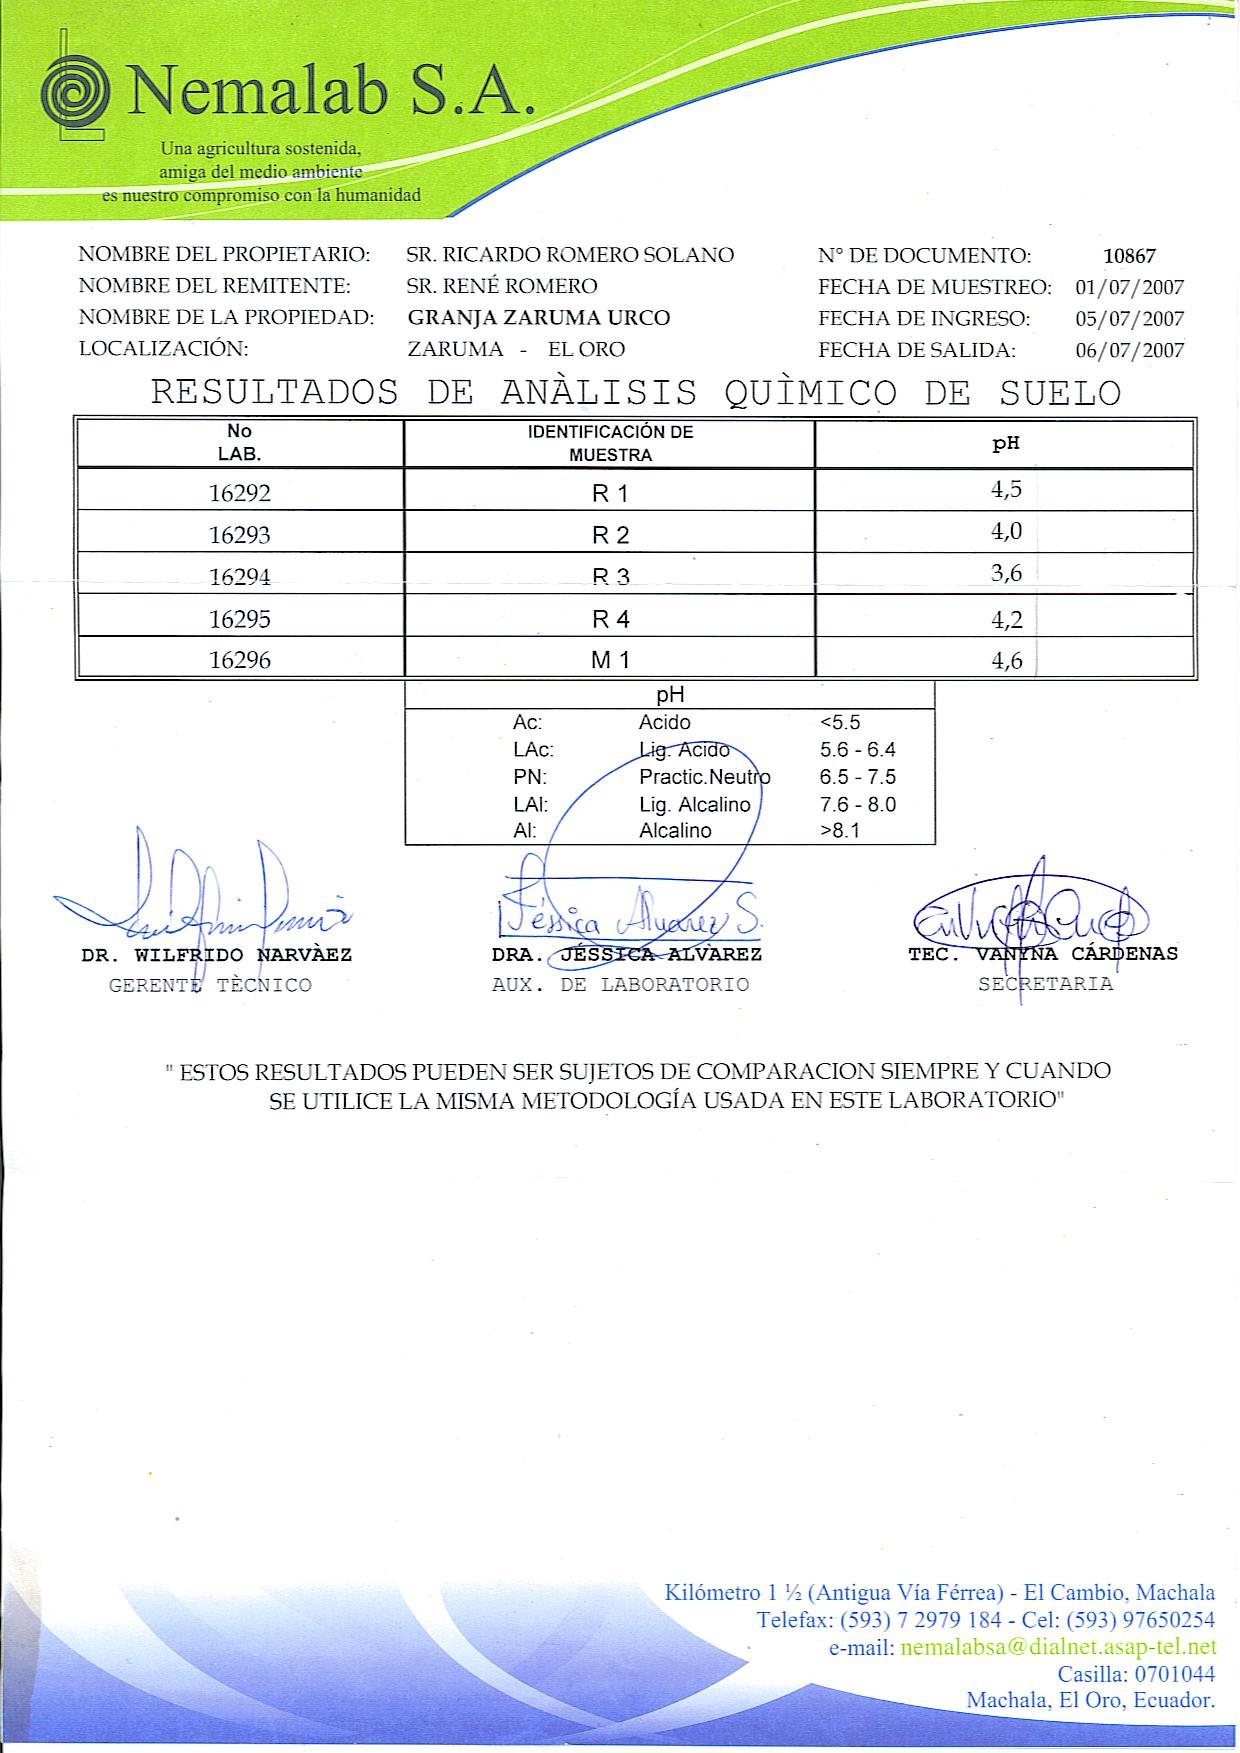 Nemalab S.A.
Una agricultura sostenida,
amiga del medio ambiente
es nuestro compromiso con la humanidad
NOMBRE DEL PROPIETARIO: SR. RICARDO ROMERO SOLANO N° DE DOCUMENTO: 10867
NOMBRE DEL REMITENTE: SR. RENÉ ROMERO FECHA DE MUESTREO: 01/07/2007
NOMBRE DE LA PROPIEDAD: GRANJA ZARUMA URCO FECHA DE INGRESO: 05/07/2007
LOCALIZACIÓN: ZARUMA - EL ORO FECHA DE SALIDA: 06/07/2007
RESULTADOS DE ANÀLISIS QUÌMICO DE SUELO
No LAB. IDENTIFICACIÓN DE MUESTRA pH
16292 R 1 4,5
16293 R 2 4,0
16294 R 3 3,6
16295 R 4 4,2
16296 M 1 4,6
pH
Ac: Acido <5.5
LAc: Lig. Acido 5.6 - 6.4
PN: Practic.Neutro 6.5 - 7.5
LAl: Lig. Alcalino 7.6 - 8.0
Al: Alcalino >8.1
Jéssica Alvarez S.
DR. WILFRIDO NARVÀEZ DRA. JÉSSICA ALVÀREZ TEC. VANYNA CÁRDENAS
GERENTE TÈCNICO AUX. DE LABORATORIO SECRETARIA
" ESTOS RESULTADOS PUEDEN SER SUJETOS DE COMPARACION SIEMPRE Y CUANDO
SE UTILICE LA MISMA METODOLOGÍA USADA EN ESTE LABORATORIO"
Kilómetro 1 ½ (Antigua Vía Férrea) - El Cambio, Machala
Telefax: (593) 7 2979 184 - Cel: (593) 97650254
e-mail: nemalabsa@dialnet.asap-tel.net
Casilla: 0701044
Machala, El Oro, Ecuador.